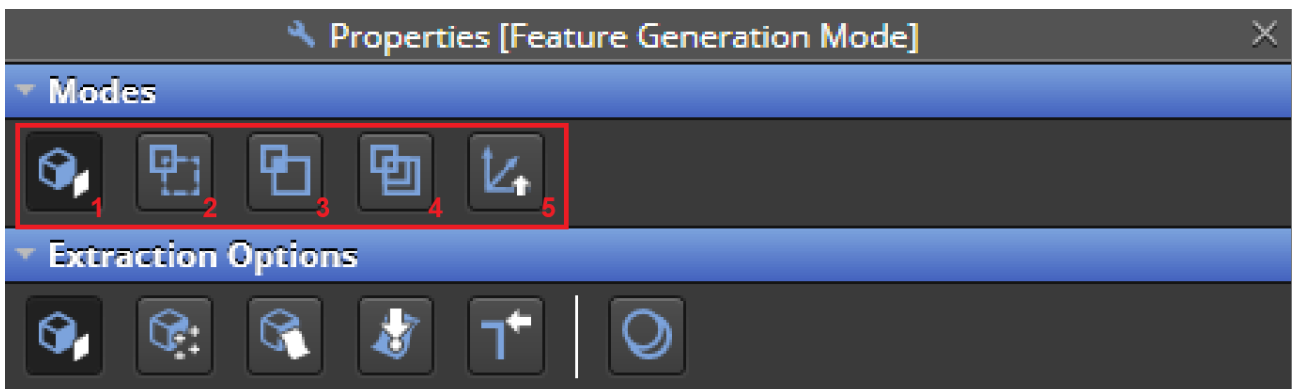 Properties [Feature Generation Mode]
Modes
1 2 3 4 5
Extraction Options